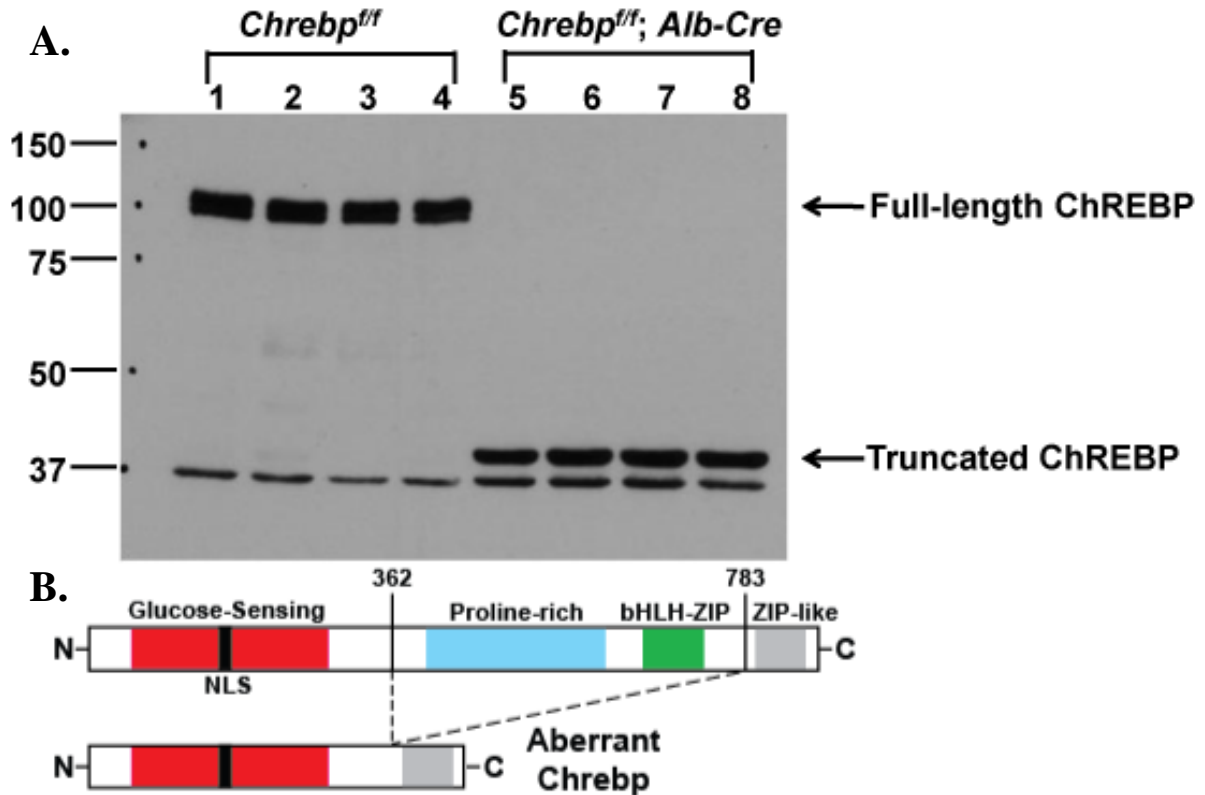 A.
Chrebpf/f
Chrebpf/f; Alb-Cre
1 2 3 4 5 6 7 8
150
100
75
50
37
Full-length ChREBP
Truncated ChREBP
B.
362 783
Glucose-Sensing Proline-rich bHLH-ZIP ZIP-like
N C
NLS
N C
Aberrant
Chrebp